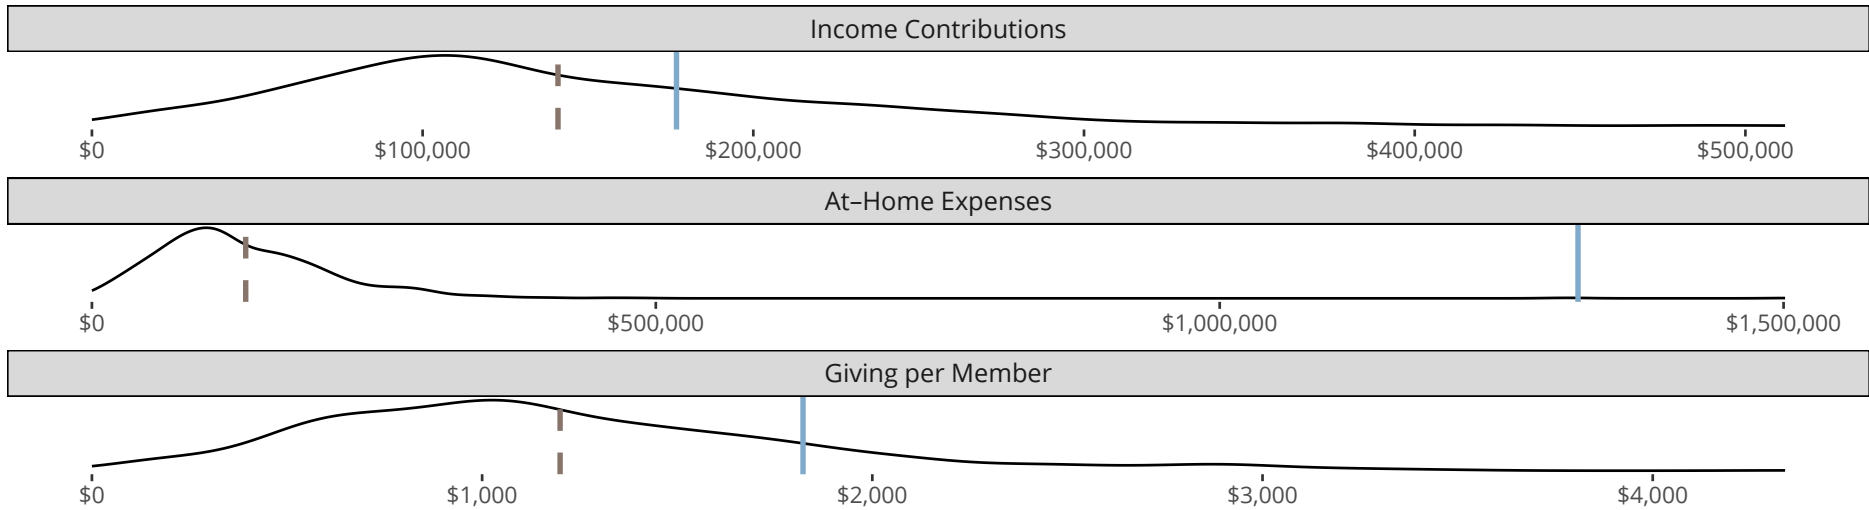 Income Contributions
$0 $100,000 $200,000 $300,000 $400,000 $500,000
At–Home Expenses
$0 $500,000 $1,000,000 $1,500,000
Giving per Member
$0 $1,000 $2,000 $3,000 $4,000